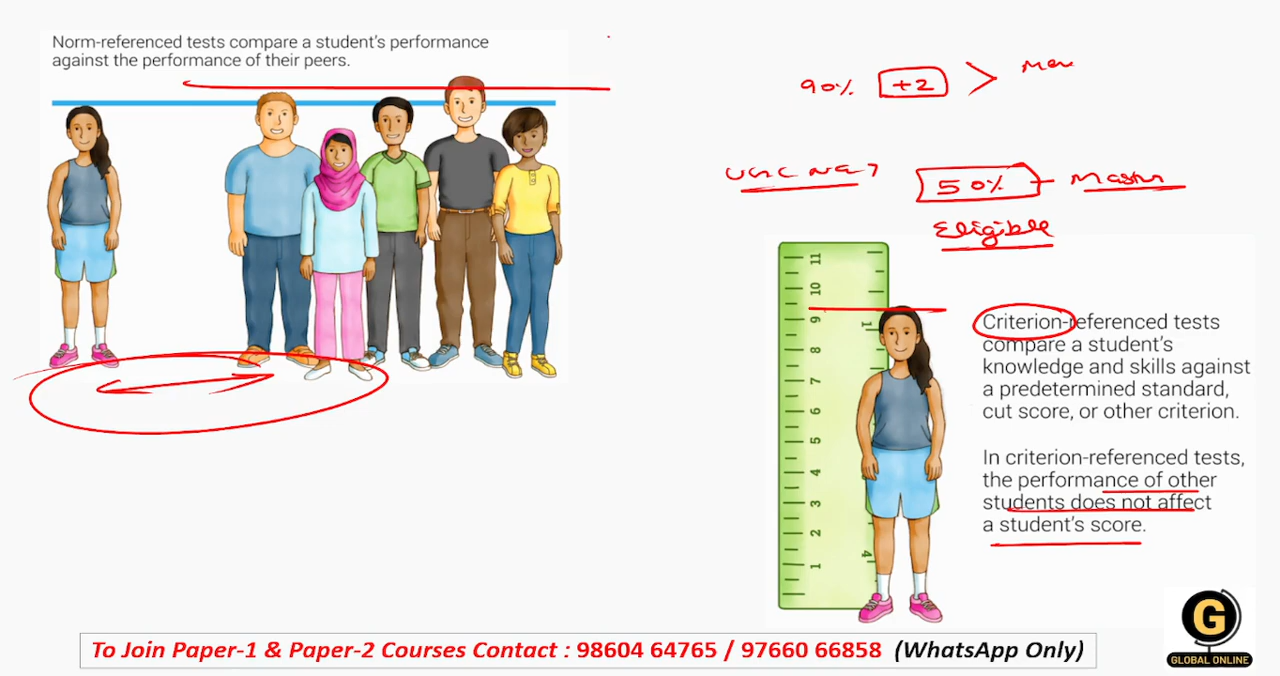 Norm-referenced tests compare a student's performance
against the performance of their peers.
90% +2
UGC NET 50% Master
Eligible
11
10
9
8
7
6
5
4
3
2
1
1
4
Criterion-referenced tests
compare a student's
knowledge and skills against
a predetermined standard,
cut score, or other criterion.
In criterion-referenced tests,
the performance of other
students does not affect
a student's score.
G
GLOBAL ONLINE
To Join Paper-1 & Paper-2 Courses Contact : 98604 64765 / 97660 66858 (WhatsApp Only)